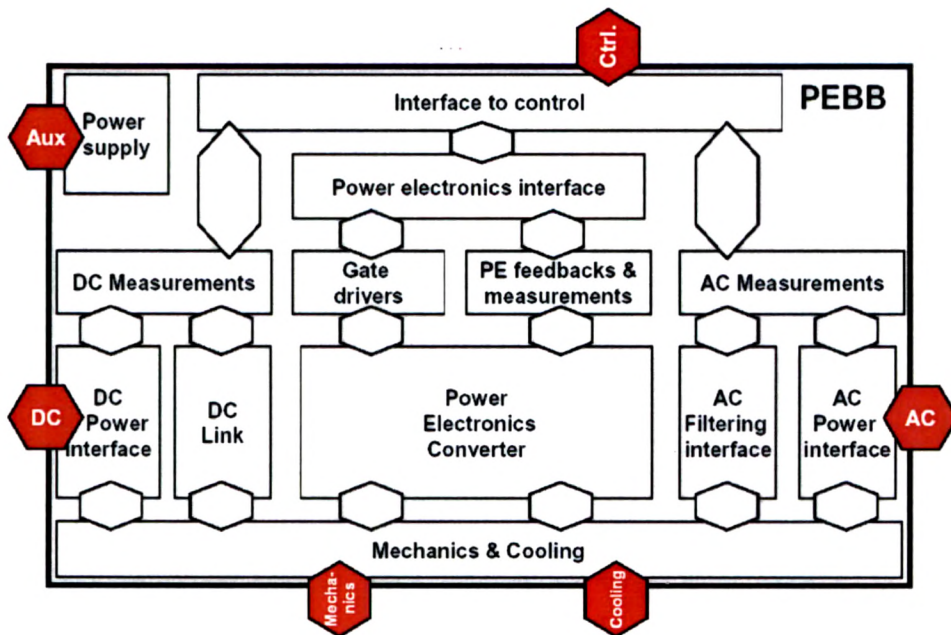 Ctrl.
PEBB
Interface to control
Aux
Power
supply
Power electronics interface
DC Measurements
Gate
drivers
PE feedbacks &
measurements
AC Measurements
DC
DC
Power
interface
DC
Link
Power
Electronics
Converter
AC
Filtering
interface
AC
Power
interface
AC
Mechanics & Cooling
Mecha-
nics
Cooling